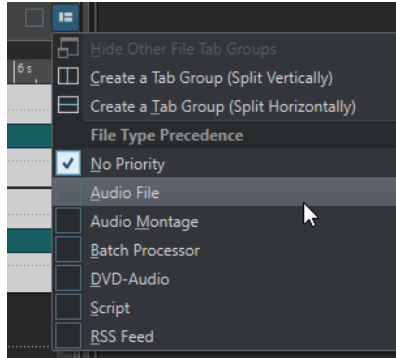 6 s
Hide Other File Tab Groups
Create a Tab Group (Split Vertically)
Create a Tab Group (Split Horizontally)
File Type Precedence
No Priority
Audio File
Audio Montage
Batch Processor
DVD-Audio
Script
RSS Feed